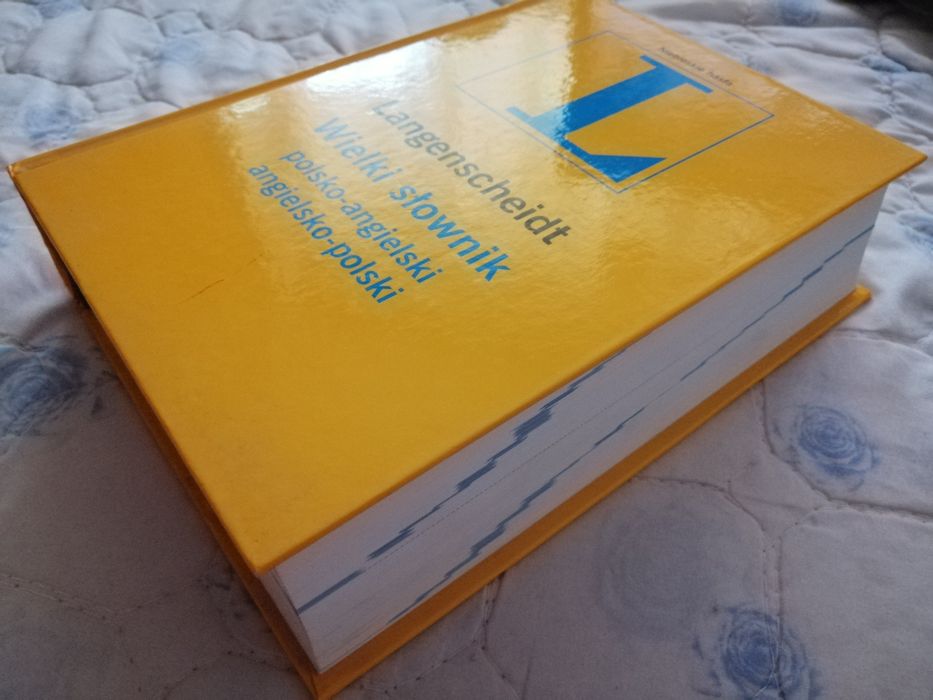 Langenscheidt
Wielki słownik
polsko-angielski
angielsko-polski